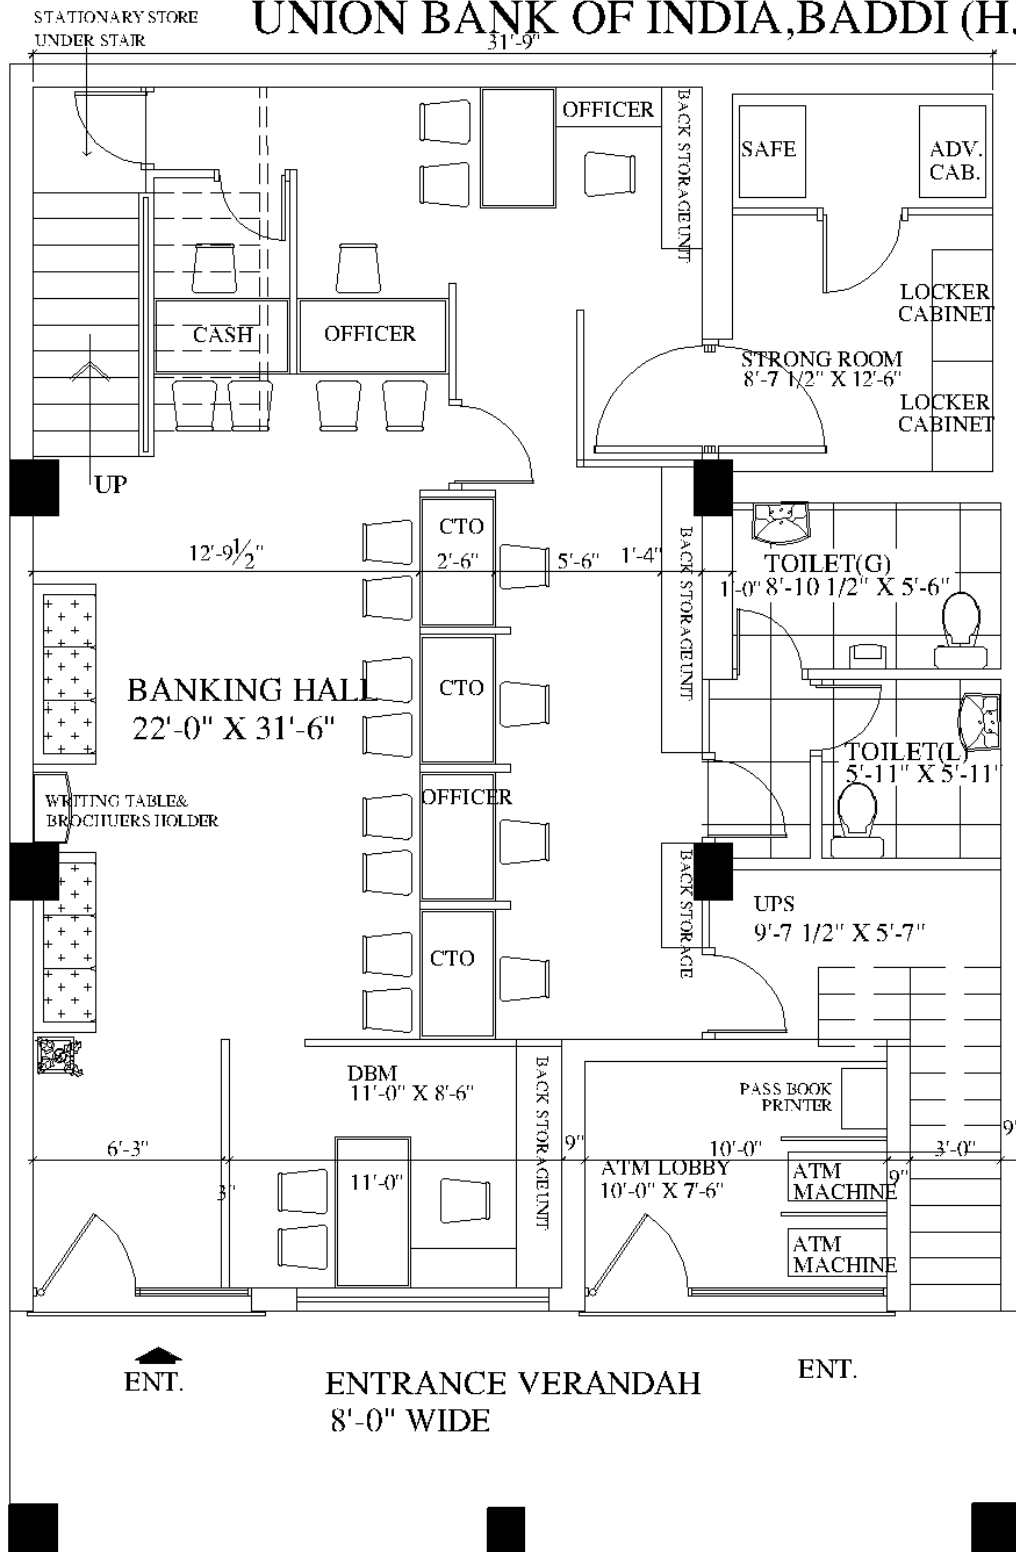 UNION BANK OF INDIA,BADDI (H.
STATIONARY STORE
UNDER STAIR
31'-9"
OFFICER
BACK STORAGE UNIT
SAFE
ADV.
CAB.
LOCKER
CABINET
CASH
OFFICER
STRONG ROOM
8'-7 1/2" X 12'-6"
LOCKER
CABINET
UP
CTO
12'-9½"
2'-6"
5'-6"
1'-4"
BACK STORAGE UNIT
TOILET(G)
1'-0"
8'-10 1/2" X 5'-6"
BANKING HALL
22'-0" X 31'-6"
CTO
TOILET(L)
5'-11" X 5'-11"
WRITING TABLE&
BROCHUERS HOLDER
OFFICER
BACK STORAGE
UPS
9'-7 1/2" X 5'-7"
CTO
DBM
11'-0" X 8'-6"
BACK STORAGE UNIT
PASS BOOK
PRINTER
6'-3"
9"
10'-0"
3'-0"
9"
3"
11'-0"
ATM LOBBY
10'-0" X 7'-6"
ATM
MACHINE
9"
ATM
MACHINE
ENT.
ENTRANCE VERANDAH
8'-0" WIDE
ENT.